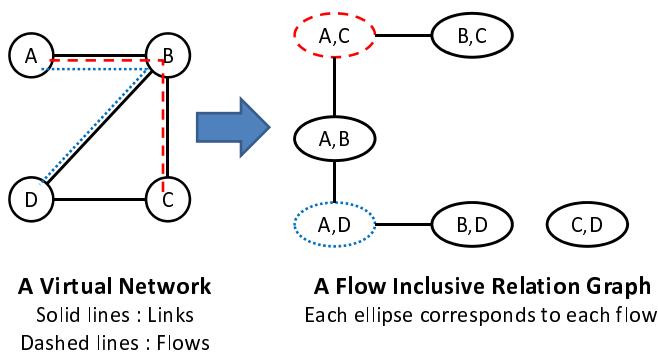 A
B
D
C
A,C
B,C
A,B
A,D
B,D
C,D
A Virtual Network
Solid lines : Links
Dashed lines : Flows
A Flow Inclusive Relation Graph
Each ellipse corresponds to each flow